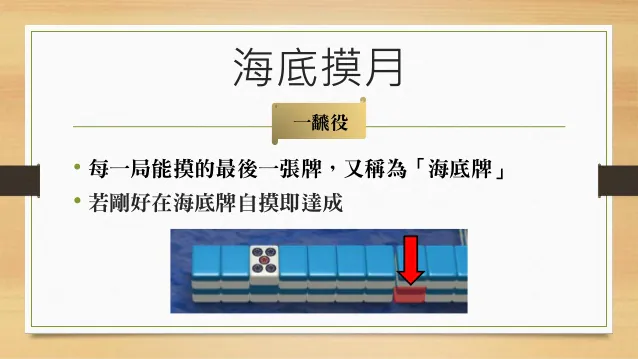 海底摸月
一飜役
• 每一局能摸的最後一張牌，又稱為「海底牌」
• 若剛好在海底牌自摸即達成